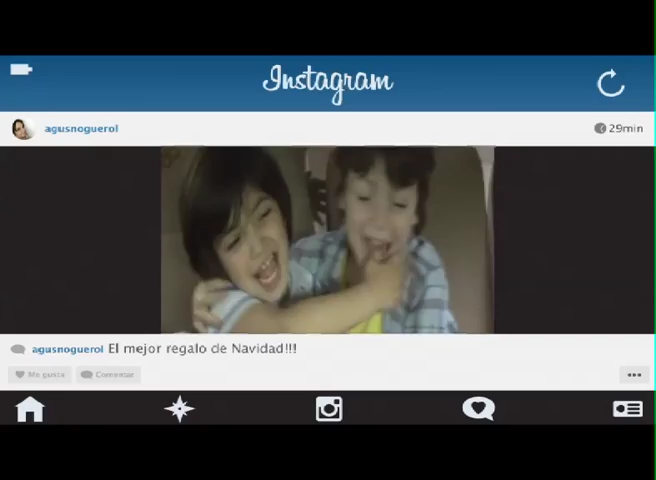 Instagram
agusnoguerol
29min
agusnoguerol El mejor regalo de Navidad!!!
Me gusta
Comentar